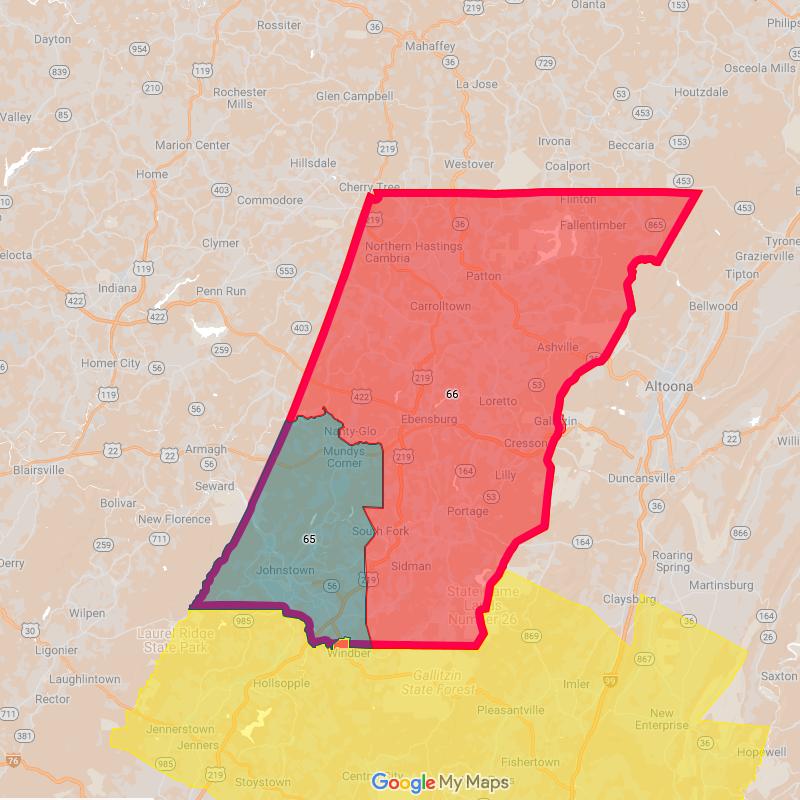 Rossiter
Olanta
219
153
36
Philips
Dayton
954
Mahaffey
36
729
Osceola Mills
839
119
La Jose
210
Rochester
Mills
Glen Campbell
53
Houtzdale
453
Valley
85
Marion Center
219
Irvona
Beccaria
153
Hillsdale
Westover
Coalport
Home
403
Cherry Tree
453
Commodore
Flinton
453
219
36
Fallentimber
865
Clymer
Northern
Cambria
Hastings
Tyrone
Grazierville
119
553
Patton
Tipton
Indiana
Penn Run
422
Carrolltown
Bellwood
422
403
259
Ashville
36
Homer City
56
219
53
Altoona
119
422
66
Loretto
56
Ebensburg
Gallitzin
22
Nanty-Glo
Cresson
22
22
Armagh
Mundys
Corner
219
Blairsville
56
164
Lilly
Duncansville
Seward
53
Bolivar
36
New Florence
Portage
South Fork
866
259
711
65
164
Derry
Roaring
Spring
Johnstown
219
Sidman
56
Martinsburg
State Game
Lands
Number 26
Claysburg
Wilpen
164
985
26
Laurel Ridge
State Park
869
30
Ligonier
Windber
867
Saxton
Laughlintown
Gallitzin
State Forest
Hollsopple
Imler
99
Rector
711
Pleasantville
New
Enterprise
Jennerstown
381
Jenners
36
Hopewell
76
985
Fishertown
219
Stoystown
Central City
Google My Maps